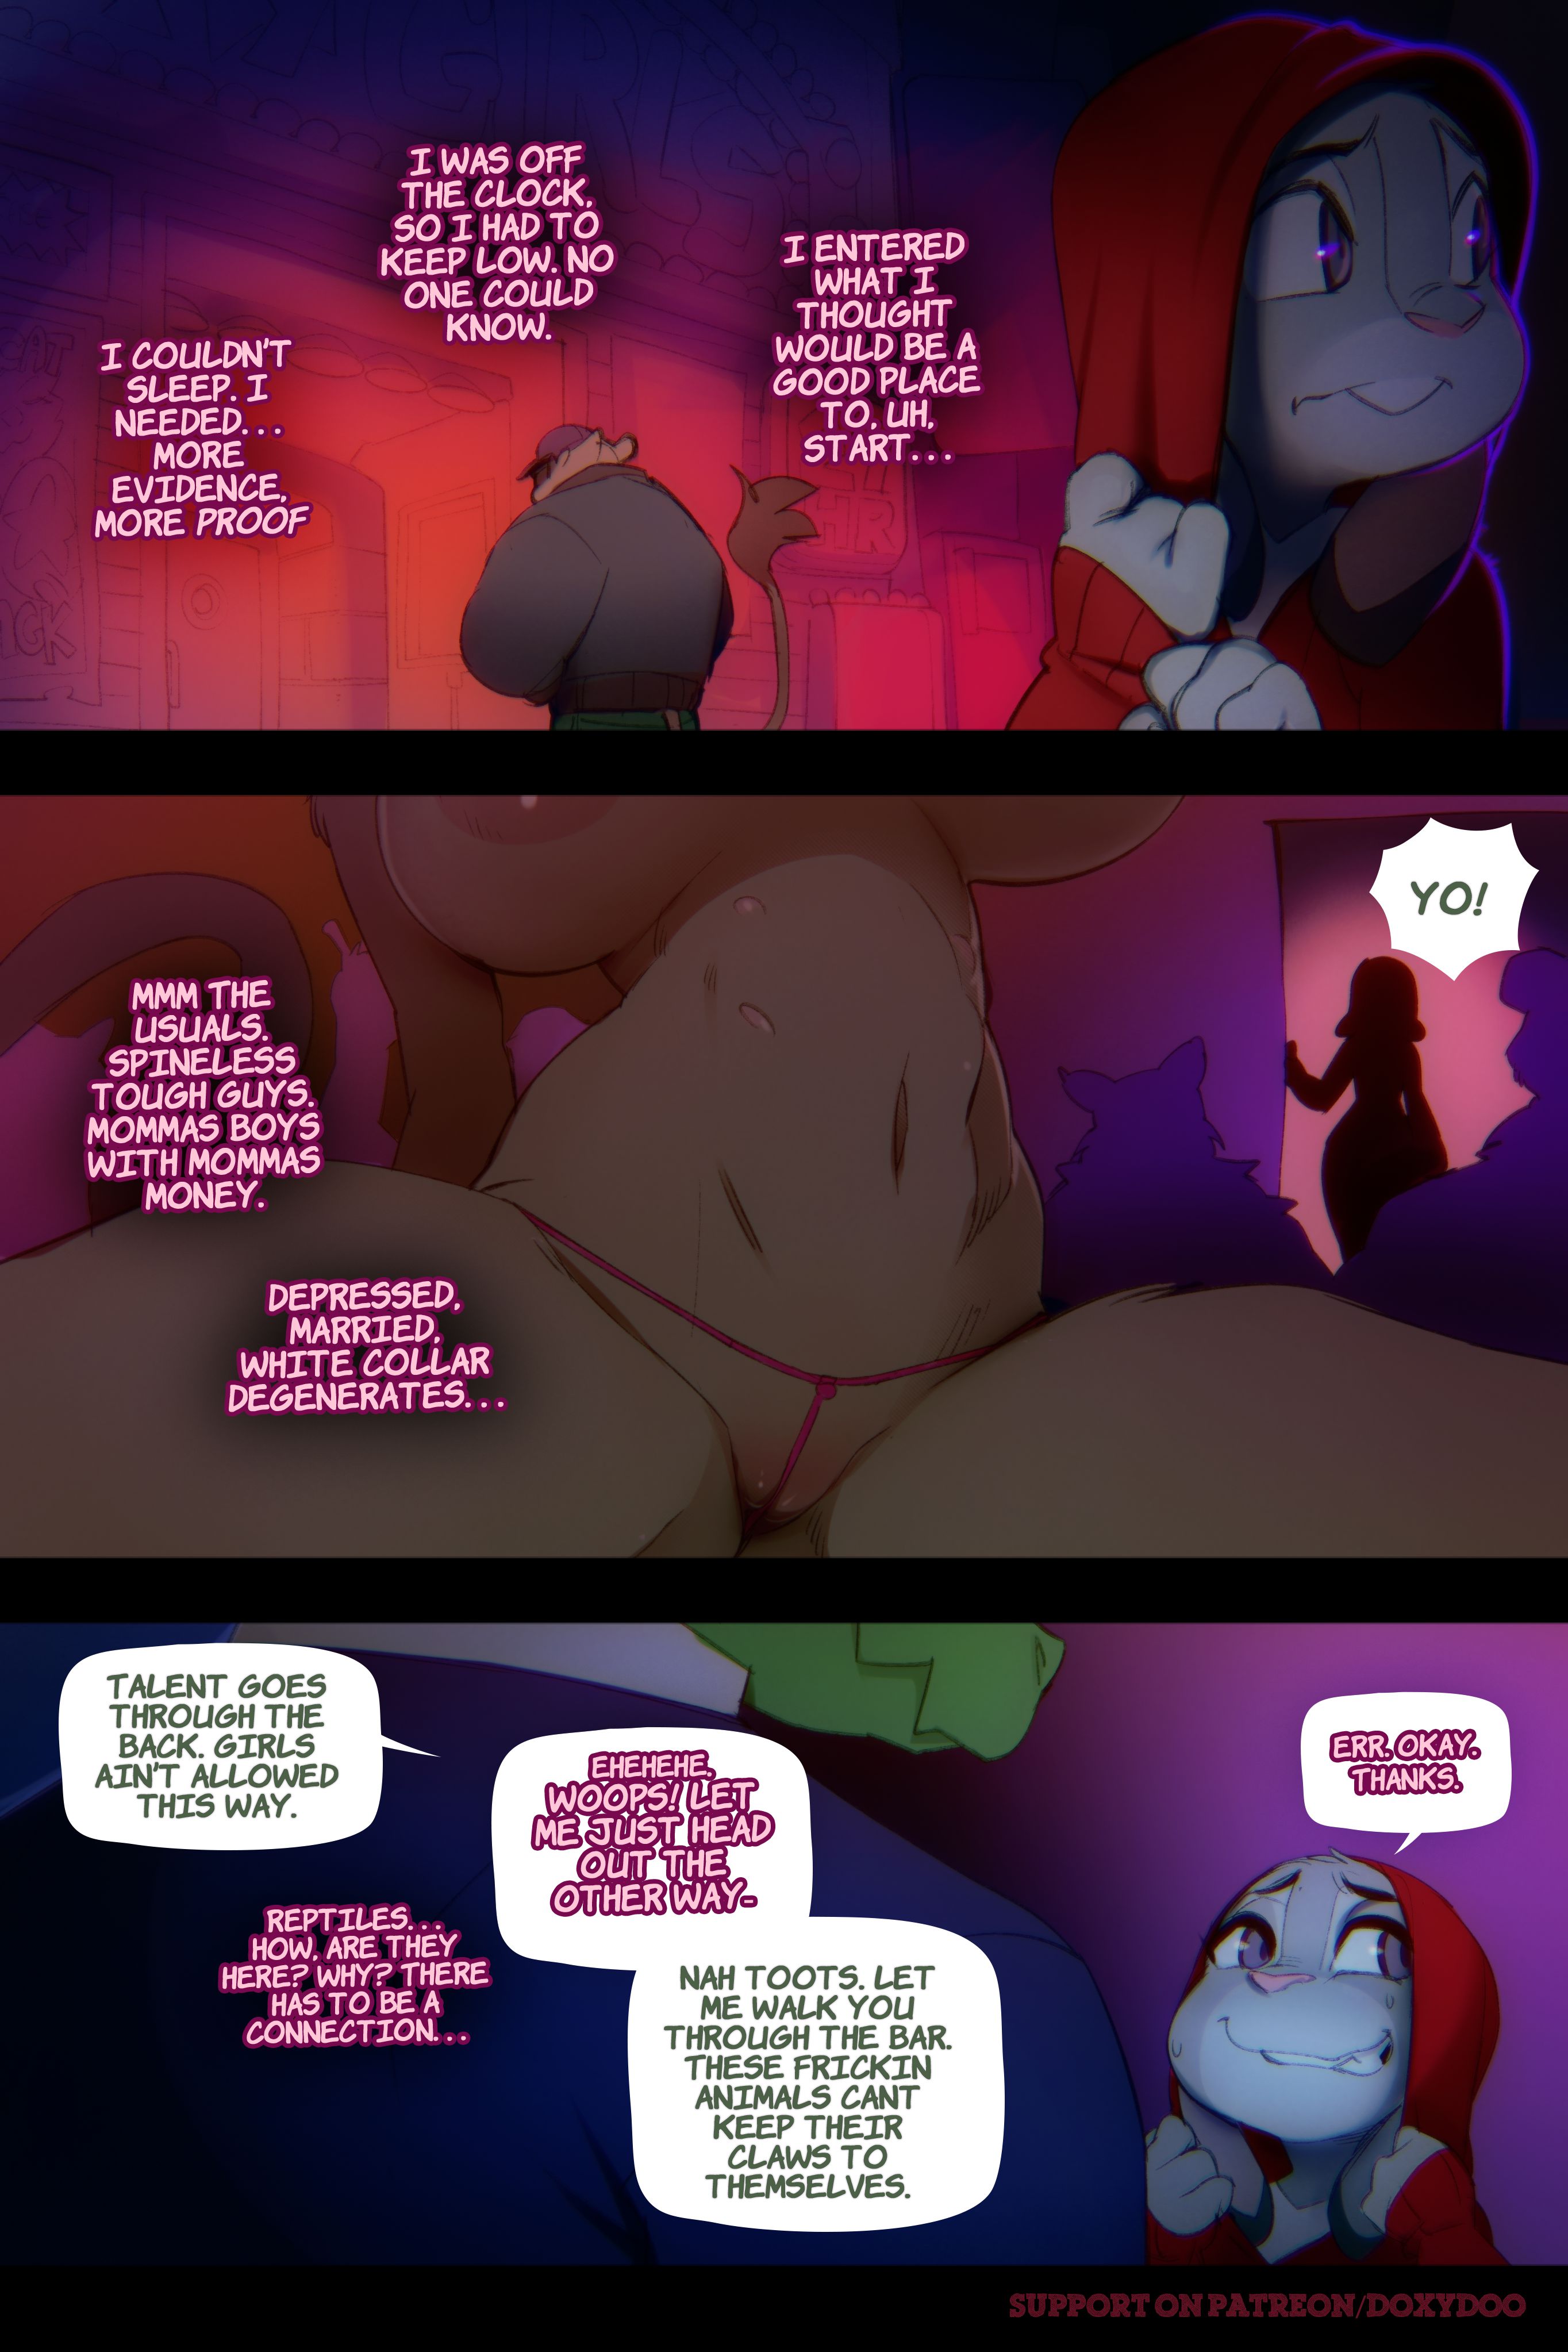 I COULDN'T
SLEEP. I
NEEDED...
MORE
EVIDENCE,
MORE PROOF
I WAS OFF
THE CLOCK,
SO I HAD TO
KEEP LOW. NO
ONE COULD
KNOW.
I ENTERED
WHAT I
THOUGHT
WOULD BE A
GOOD PLACE
TO, UH,
START...
GIRLS
HR
YO!
MMM THE
USUALS.
SPINELESS
TOUGH GUYS.
MOMMAS BOYS
WITH MOMMAS
MONEY.
DEPRESSED,
MARRIED,
WHITE COLLAR
DEGENERATES...
TALENT GOES
THROUGH THE
BACK. GIRLS
AIN'T ALLOWED
THIS WAY.
EHEHEHE.
WOOPS! LET
ME JUST HEAD
OUT THE
OTHER WAY-
REPTILES...
HOW, ARE THEY
HERE? WHY? THERE
HAS TO BE A
CONNECTION...
NAH TOOTS. LET
ME WALK YOU
THROUGH THE BAR.
THESE FRICKIN
ANIMALS CANT
KEEP THEIR
CLAWS TO
THEMSELVES.
ERR. OKAY.
THANKS.
SUPPORT ON PATREON/DOXYDOO